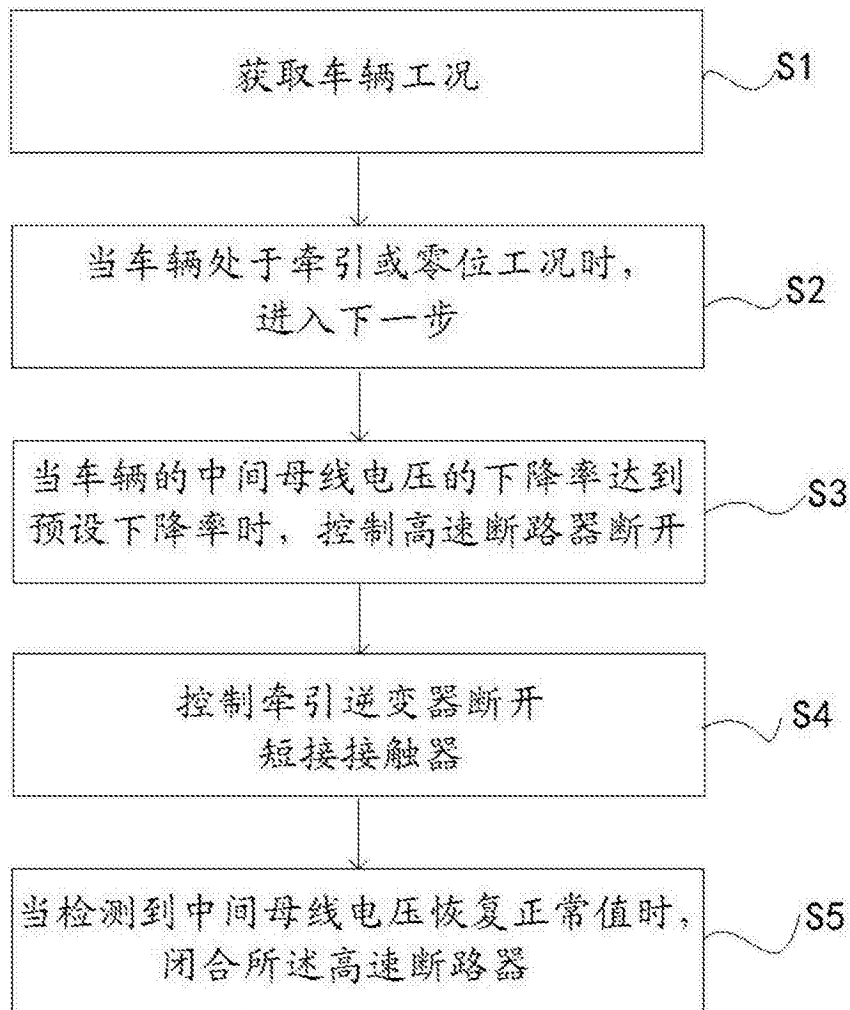 获取车辆工况
S1
当车辆处于牵引或零位工况时，
进入下一步
S2
当车辆的中间母线电压的下降率达到
预设下降率时，控制高速断路器断开
S3
控制牵引逆变器断开
短接接触器
S4
当检测到中间母线电压恢复正常值时，
闭合所述高速断路器
S5